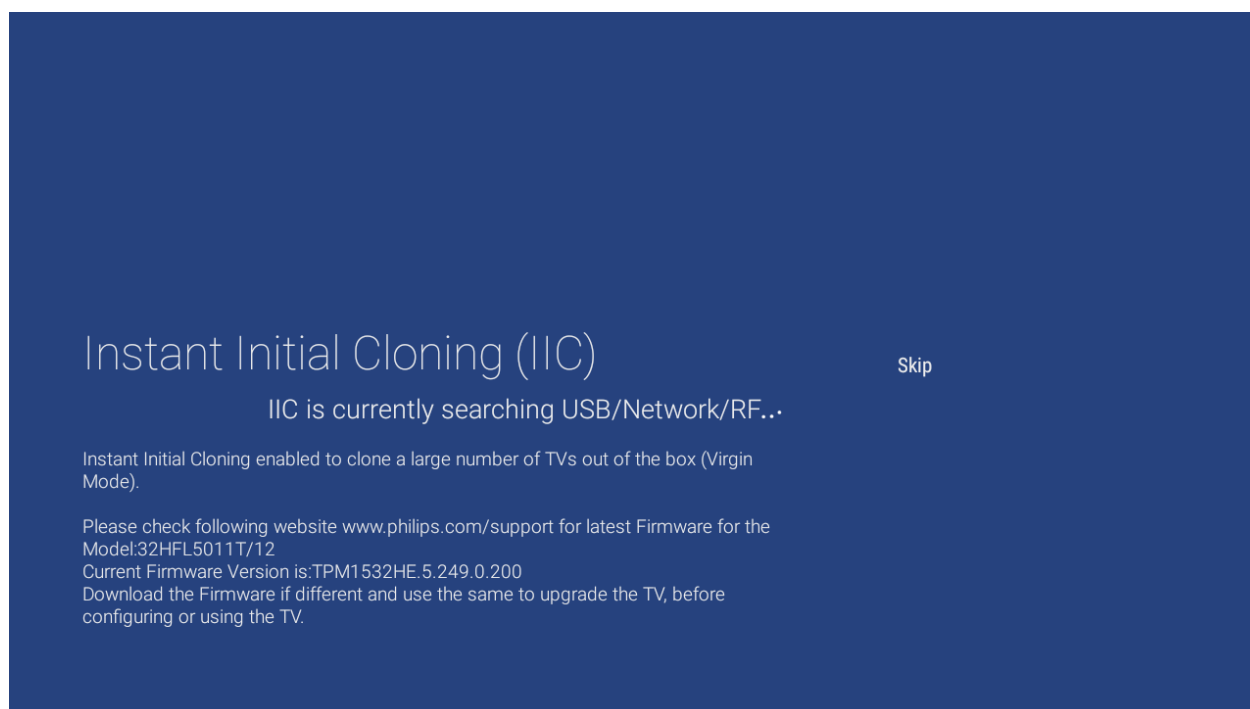 Instant Initial Cloning (IIC)
Skip
IIC is currently searching USB/Network/RF...
Instant Initial Cloning enabled to clone a large number of TVs out of the box (Virgin
Mode).
Please check following website www.philips.com/support for latest Firmware for the
Model:32HFL5011T/12
Current Firmware Version is:TPM1532HE.5.249.0.200
Download the Firmware if different and use the same to upgrade the TV, before
configuring or using the TV.